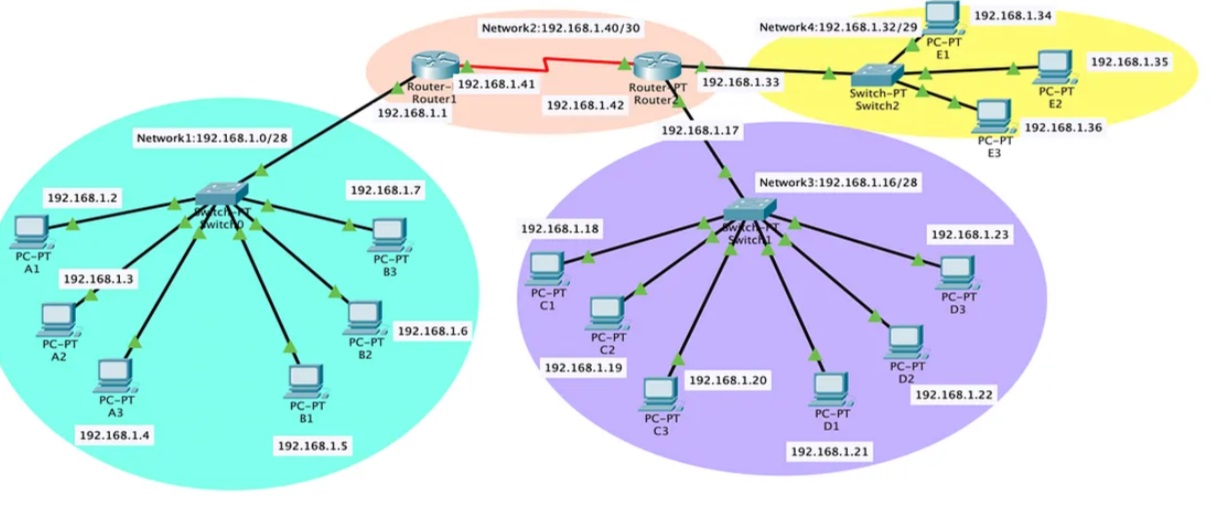 Network2:192.168.1.40/30
Router-
Router1
192.168.1.41
192.168.1.1
192.168.1.42
Router-PT
Router2
192.168.1.33
192.168.1.17
Network4:192.168.1.32/29
Switch-PT
Switch2
PC-PT
E1
192.168.1.34
PC-PT
E2
192.168.1.35
PC-PT
E3
192.168.1.36
Network1:192.168.1.0/28
Switch-PT
Switch0
192.168.1.2
PC-PT
A1
192.168.1.3
PC-PT
A2
PC-PT
A3
192.168.1.4
PC-PT
B1
192.168.1.5
PC-PT
B2
192.168.1.6
192.168.1.7
PC-PT
B3
Network3:192.168.1.16/28
Switch-PT
Switch1
192.168.1.18
PC-PT
C1
PC-PT
C2
192.168.1.19
PC-PT
C3
192.168.1.20
PC-PT
D1
192.168.1.21
PC-PT
D2
192.168.1.22
192.168.1.23
PC-PT
D3